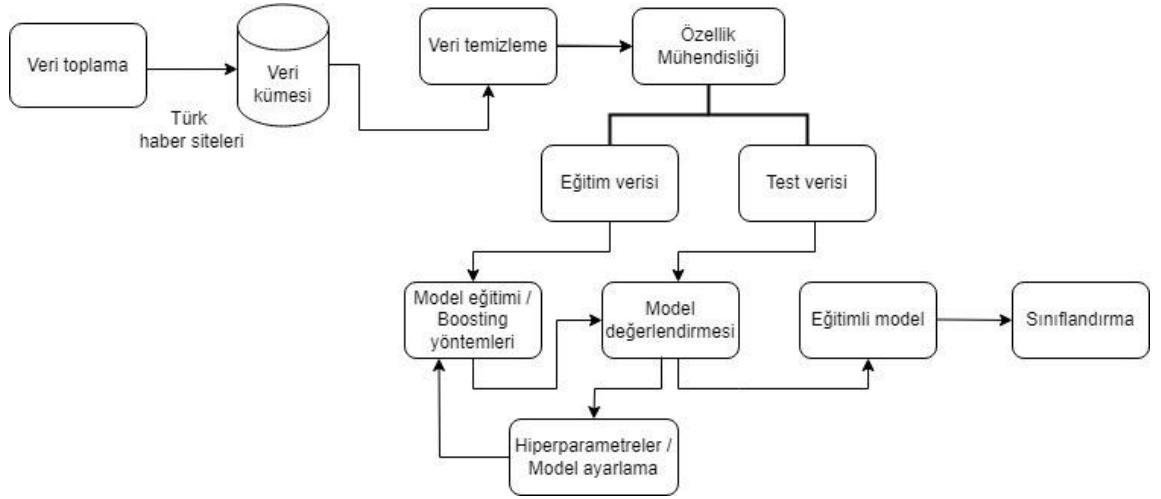 Veri toplama
Türk
haber siteleri
Veri
kümesi
Veri temizleme
Özellik
Mühendisliği
Eğitim verisi
Test verisi
Model eğitimi /
Boosting
yöntemleri
Model
değerlendirmesi
Eğitimli model
Sınıflandırma
Hiperparametreler /
Model ayarlama